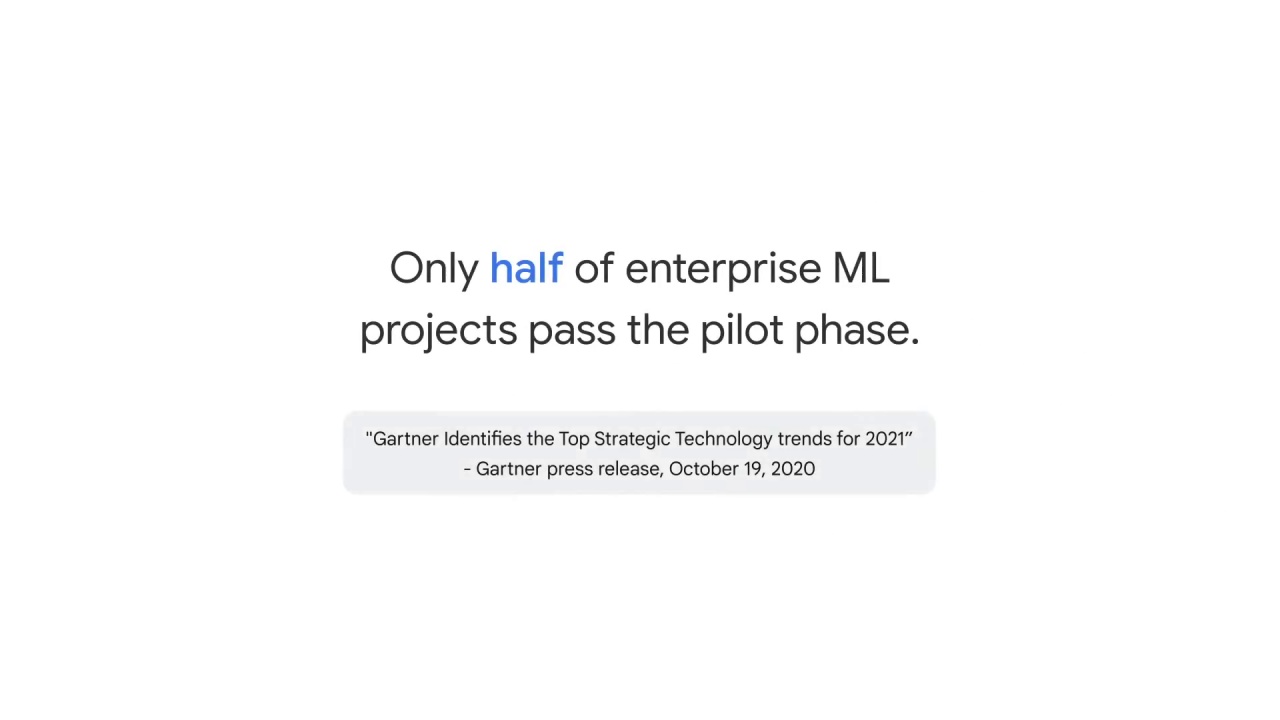 Only half of enterprise ML
projects pass the pilot phase.
"Gartner Identifies the Top Strategic Technology trends for 2021”
- Gartner press release, October 19, 2020